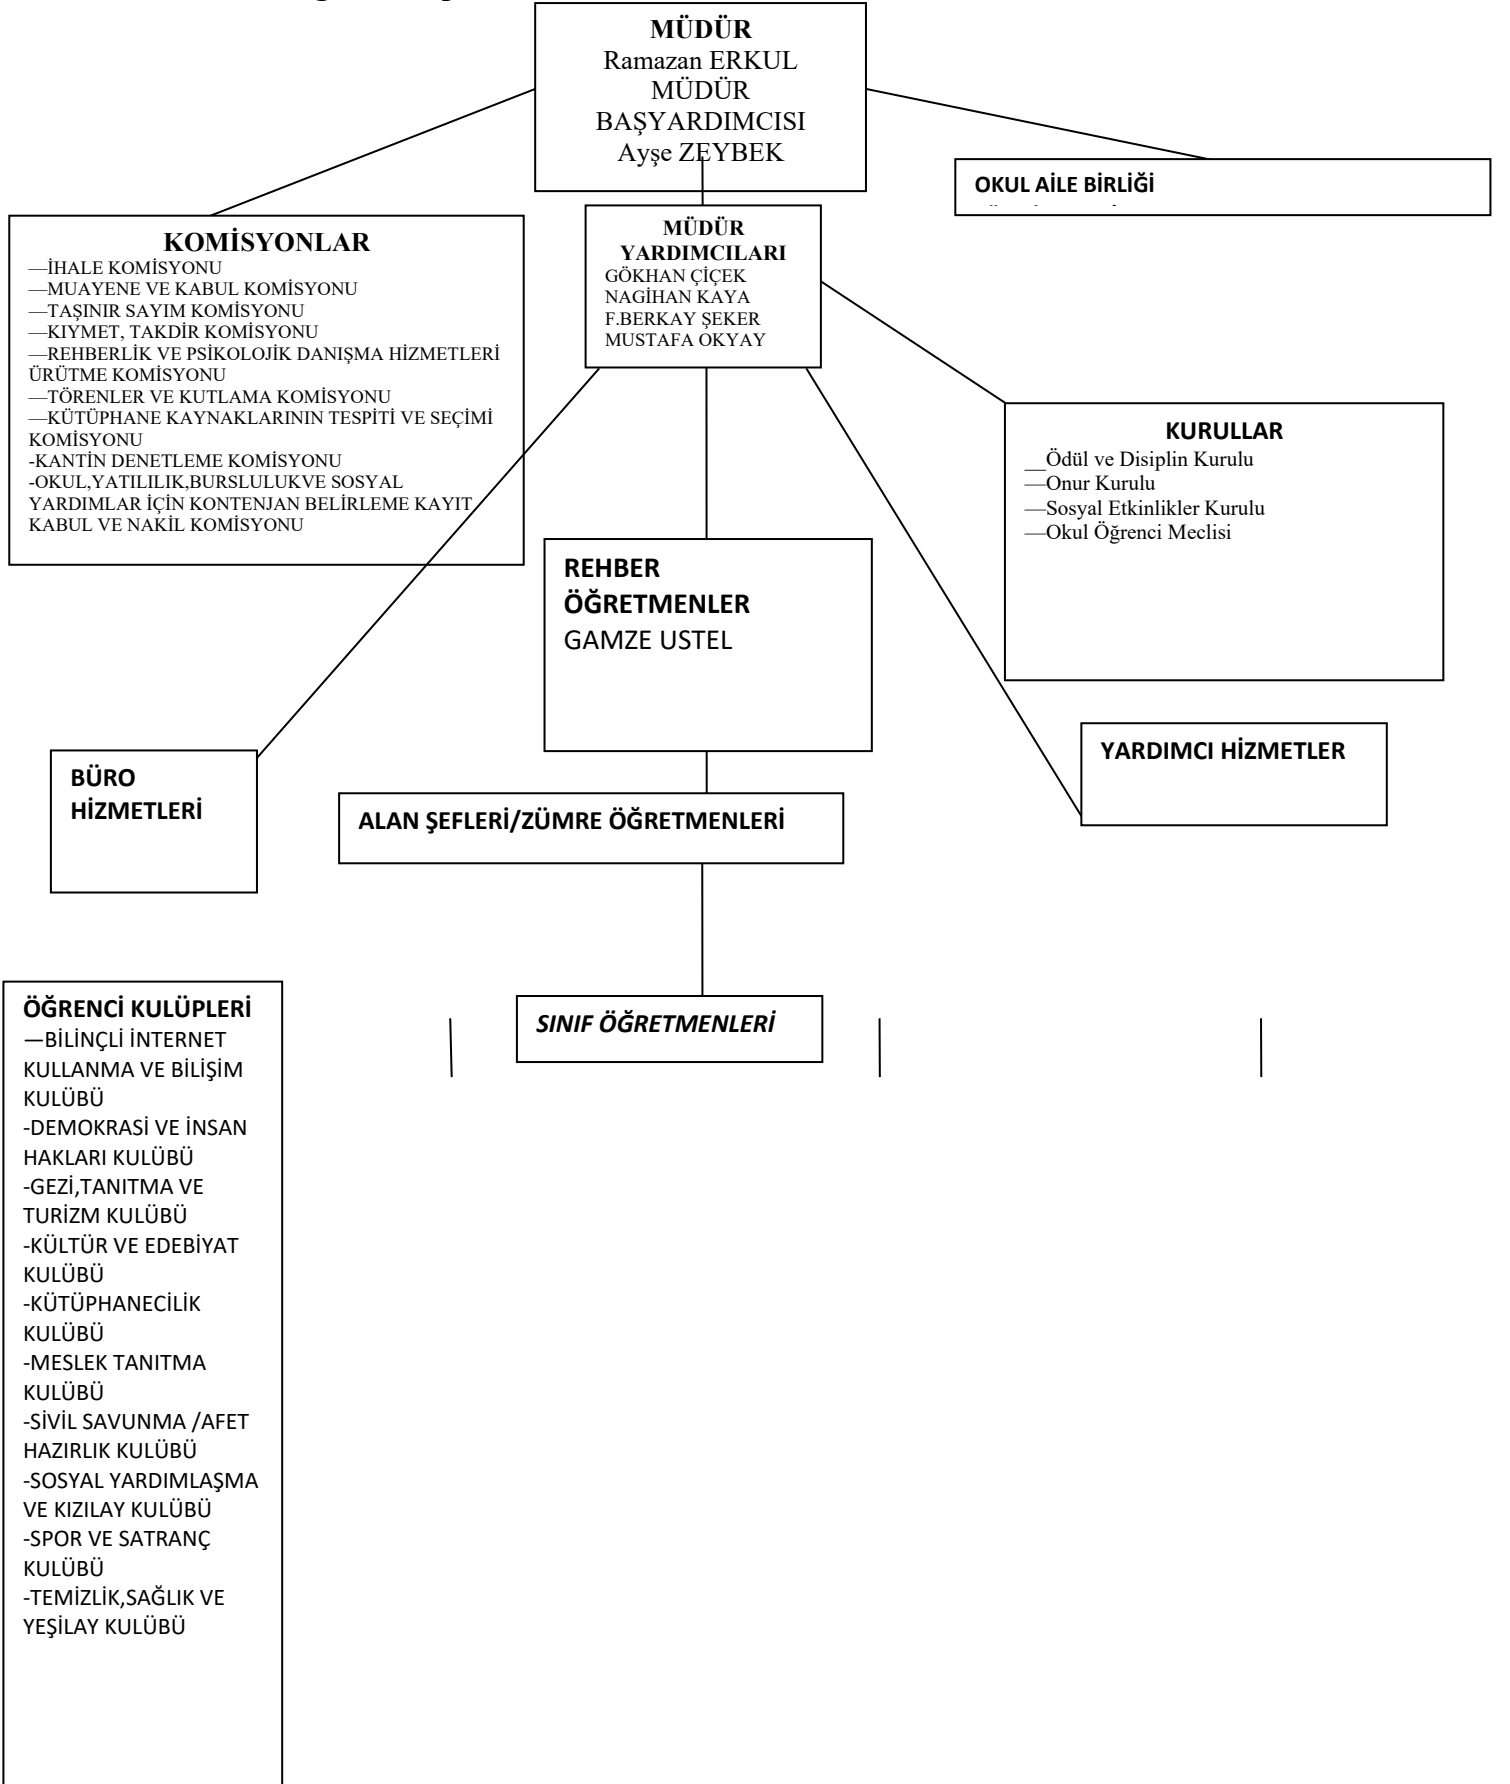 MÜDÜR
Ramazan ERKUL
MÜDÜR
BAŞYARDIMCISI
Ayşe ZEYBEK
OKUL AİLE BİRLİĞİ
KOMİSYONLAR
—İHALE KOMİSYONU
—MUAYENE VE KABUL KOMİSYONU
—TAŞINIR SAYIM KOMİSYONU
—KIYMET, TAKDİR KOMİSYONU
—REHBERLİK VE PSİKOLOJİK DANIŞMA HİZMETLERİ
ÜRÜTME KOMİSYONU
—TÖRENLER VE KUTLAMA KOMİSYONU
—KÜTÜPHANE KAYNAKLARININ TESPİTİ VE SEÇİMİ
KOMİSYONU
-KANTİN DENETLEME KOMİSYONU
-OKUL,YATILILIK,BURSLULUKVE SOSYAL
YARDIMLAR İÇİN KONTENJAN BELİRLEME KAYIT
KABUL VE NAKİL KOMİSYONU
MÜDÜR
YARDIMCILARI
GÖKHAN ÇİÇEK
NAGİHAN KAYA
F.BERKAY ŞEKER
MUSTAFA OKYAY
KURULLAR
__Ödül ve Disiplin Kurulu
—Onur Kurulu
—Sosyal Etkinlikler Kurulu
—Okul Öğrenci Meclisi
REHBER
ÖĞRETMENLER
GAMZE USTEL
BÜRO
HİZMETLERİ
YARDIMCI HİZMETLER
ALAN ŞEFLERİ/ZÜMRE ÖĞRETMENLERİ
SINIF ÖĞRETMENLERİ
ÖĞRENCİ KULÜPLERİ
—BİLİNÇLİ İNTERNET
KULLANMA VE BİLİŞİM
KULÜBÜ
-DEMOKRASİ VE İNSAN
HAKLARI KULÜBÜ
-GEZİ,TANITMA VE
TURİZM KULÜBÜ
-KÜLTÜR VE EDEBİYAT
KULÜBÜ
-KÜTÜPHANECİLİK
KULÜBÜ
-MESLEK TANITMA
KULÜBÜ
-SİVİL SAVUNMA /AFET
HAZIRLIK KULÜBÜ
-SOSYAL YARDIMLAŞMA
VE KIZILAY KULÜBÜ
-SPOR VE SATRANÇ
KULÜBÜ
-TEMİZLİK,SAĞLIK VE
YEŞİLAY KULÜBÜ